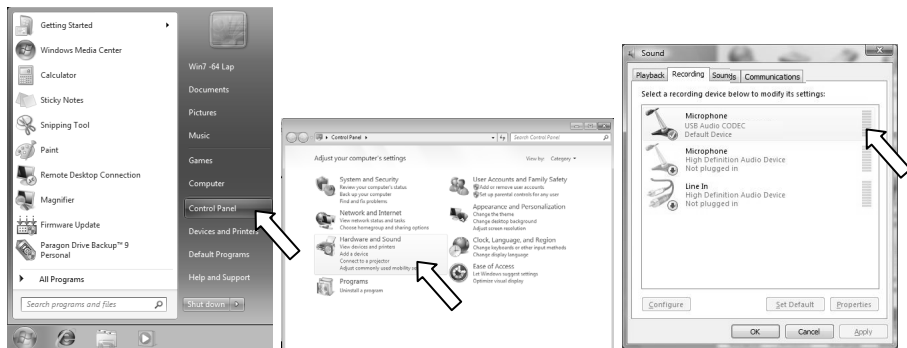 Getting Started
Windows Media Center
Calculator
Sticky Notes
Snipping Tool
Paint
Remote Desktop Connection
Magnifier
Firmware Update
Paragon Drive Backup™ 9
Personal
All Programs
Search programs and files
Win7 -64 Lap
Documents
Pictures
Music
Games
Computer
Control Panel
Devices and Printers
Default Programs
Help and Support
Shut down
Control Panel
Search Control Panel
Adjust your computer's settings
View by: Category
System and Security
Review your computer's status
Back up your computer
Find and fix problems
Network and Internet
View network status and tasks
Choose homegroup and sharing options
Hardware and Sound
View devices and printers
Add a device
Connect to a projector
Adjust commonly used mobility se
Programs
Uninstall a program
User Accounts and Family Safety
Add or remove user accounts
Set up parental controls for any user
Appearance and Personalization
Change the theme
Change desktop background
Adjust screen resolution
Clock, Language, and Region
Change keyboards or other input methods
Change display language
Ease of Access
Let Windows suggest settings
Optimize visual display
Sound
Playback Recording Sounds Communications
Select a recording device below to modify its settings:
Microphone
USB Audio CODEC
Default Device
Microphone
High Definition Audio Device
Not plugged in
Line In
High Definition Audio Device
Not plugged in
Configure Set Default Properties
OK Cancel Apply